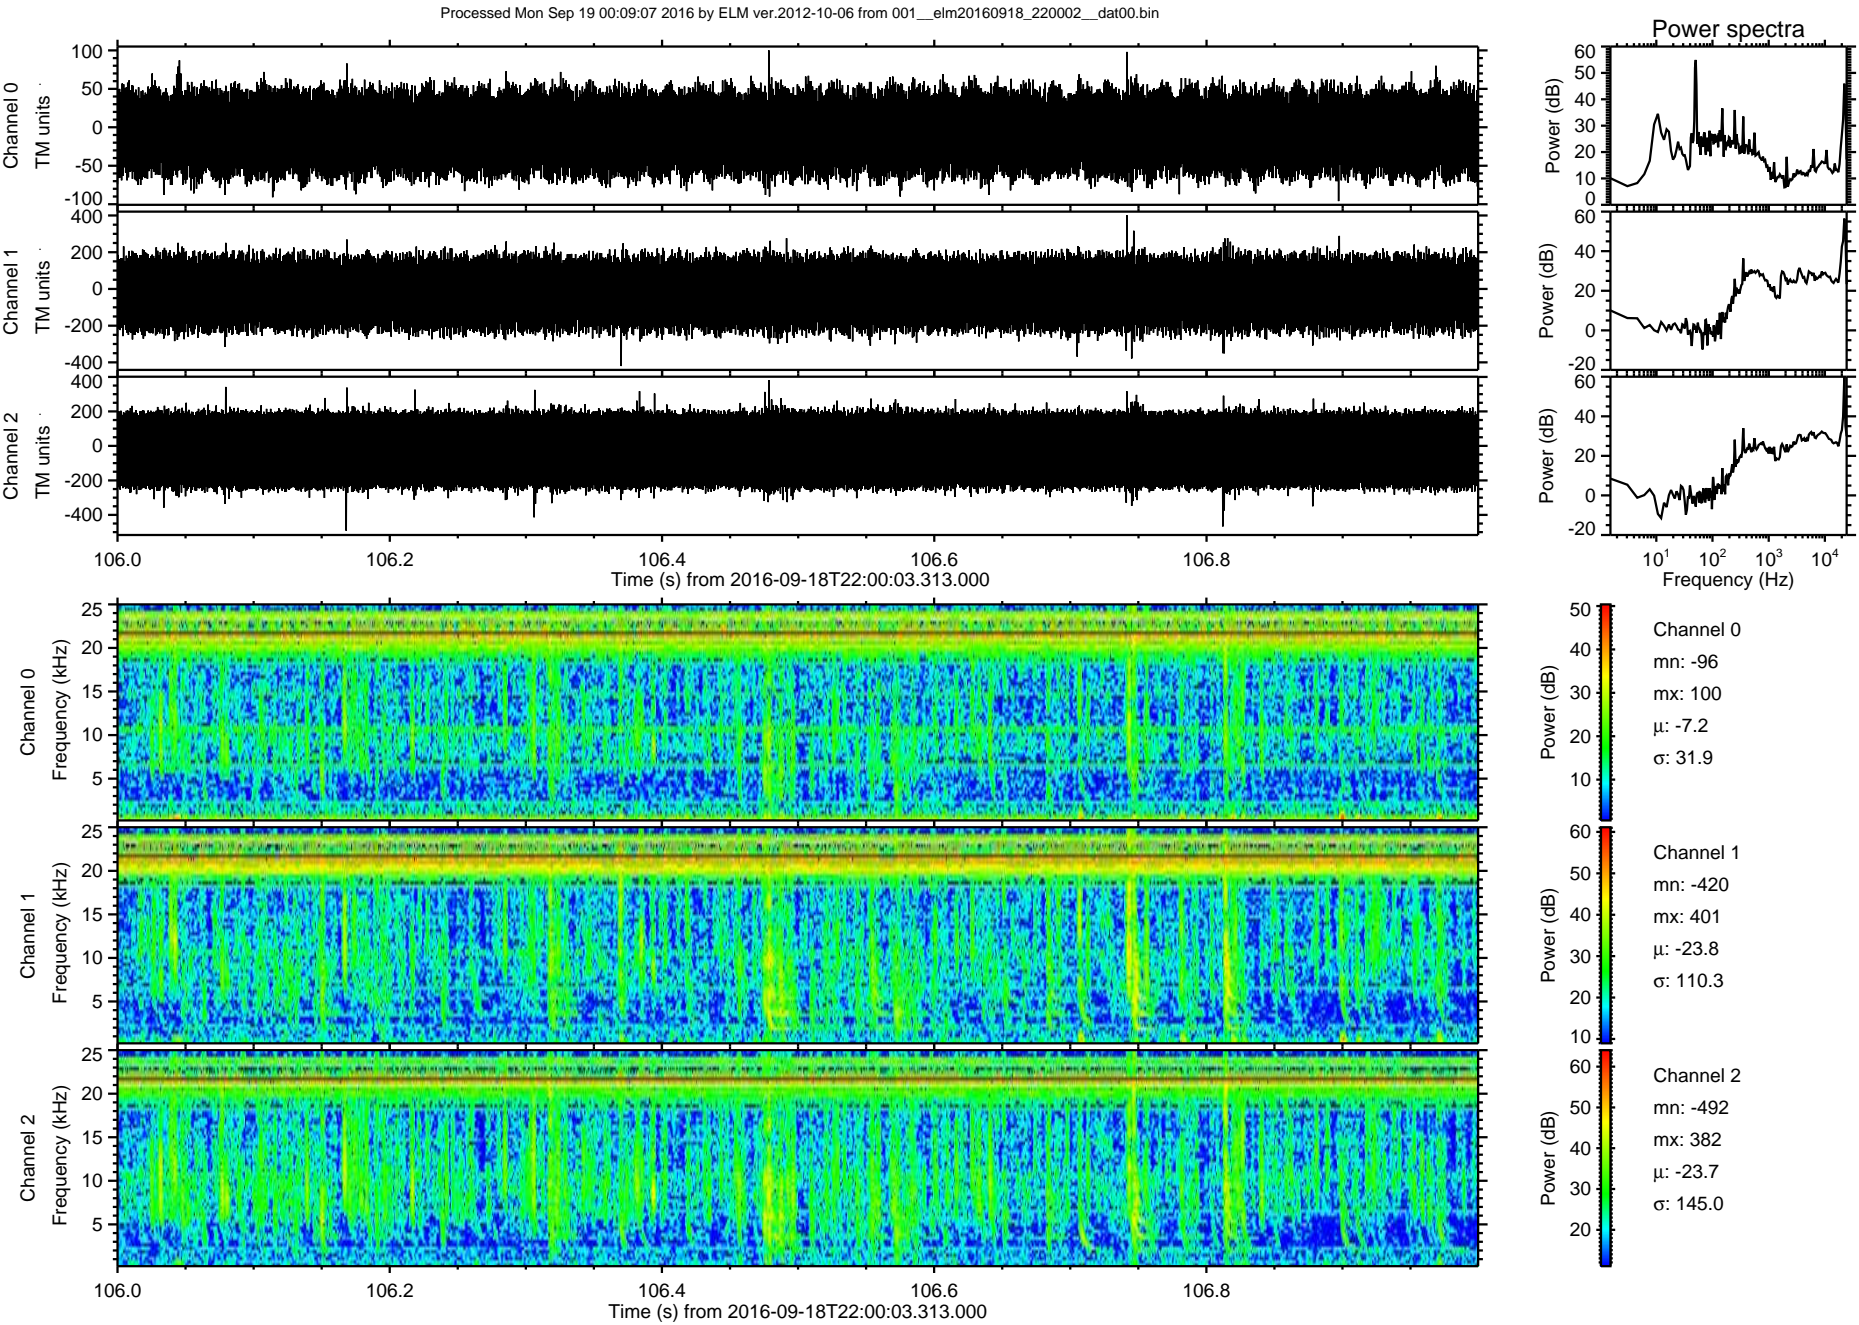 Processed Mon Sep 19 00:09:07 2016 by ELM ver.2012-10-06 from 001__elm20160918_220002__dat00.bin
Power spectra
Channel 0
TM units
100
50
0
-50
-100
Power (dB)
60
50
40
30
20
10
0
Channel 1
TM units
400
200
0
-200
-400
Power (dB)
60
40
20
0
-20
Channel 2
TM units
400
200
0
-200
-400
Power (dB)
60
40
20
0
-20
106.0 106.2 106.4 106.6 106.8
Time (s) from 2016-09-18T22:00:03.313.000
10¹ 10² 10³ 10⁴
Frequency (Hz)
Channel 0
Frequency (kHz)
25
20
15
10
5
Power (dB)
50
40
30
20
10
Channel 0
mn: -96
mx: 100
μ: -7.2
σ: 31.9
Channel 1
Frequency (kHz)
25
20
15
10
5
Power (dB)
60
50
40
30
20
10
Channel 1
mn: -420
mx: 401
μ: -23.8
σ: 110.3
Channel 2
Frequency (kHz)
25
20
15
10
5
Power (dB)
60
50
40
30
20
Channel 2
mn: -492
mx: 382
μ: -23.7
σ: 145.0
106.0 106.2 106.4 106.6 106.8
Time (s) from 2016-09-18T22:00:03.313.000